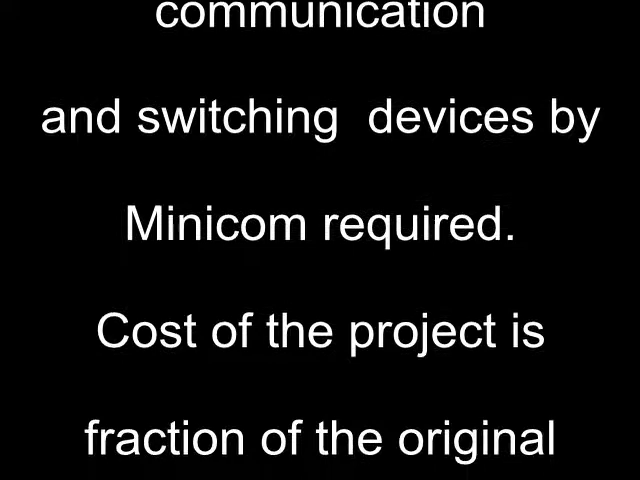 communication
and switching  devices by
Minicom required.
Cost of the project is
fraction of the original